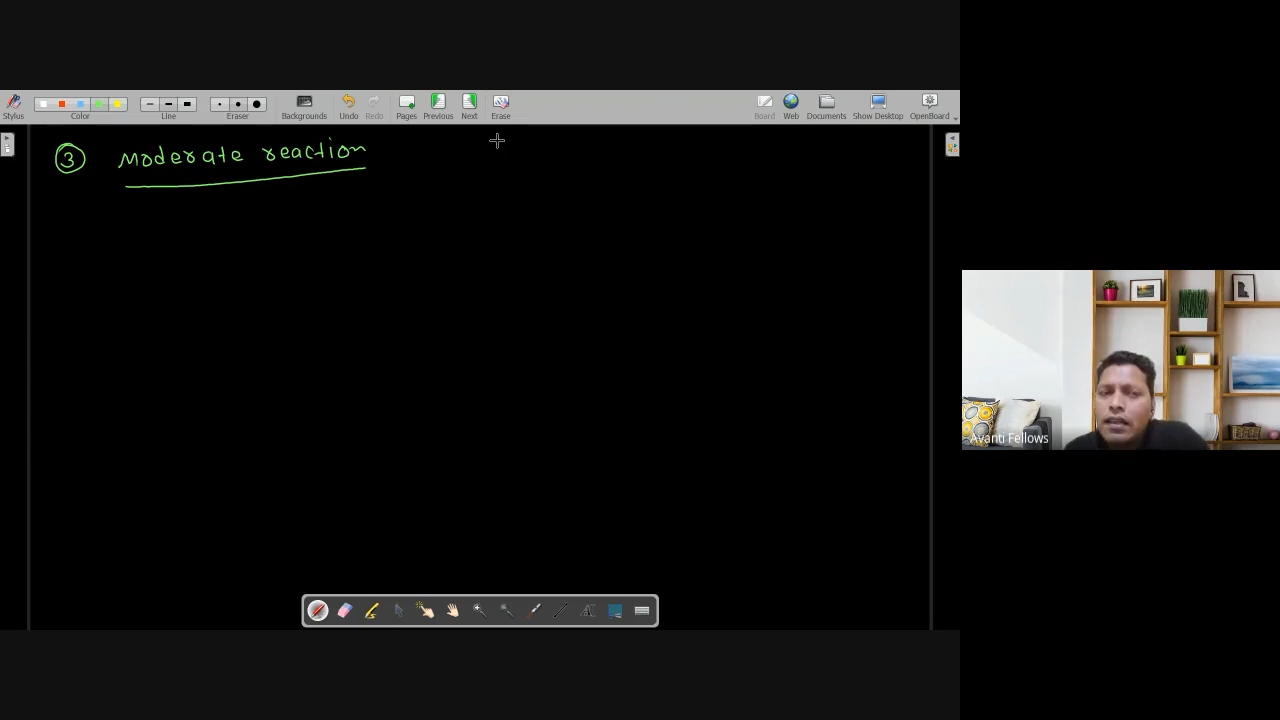 Stylus
Color
Line
Eraser
Backgrounds
Undo
Redo
Pages
Previous
Next
Erase
Board
Web
Documents
Show Desktop
OpenBoard
3 Moderate reaction
Avanti Fellows